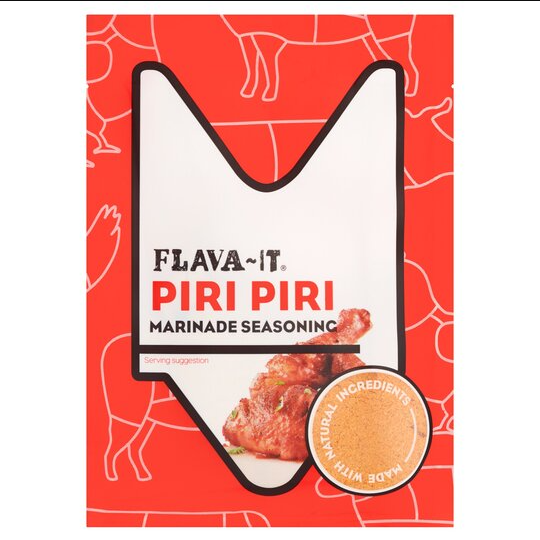 FLAVA~IT®
PIRI PIRI
MARINADE SEASONING
Serving suggestion
MADE WITH NATURAL INGREDIENTS